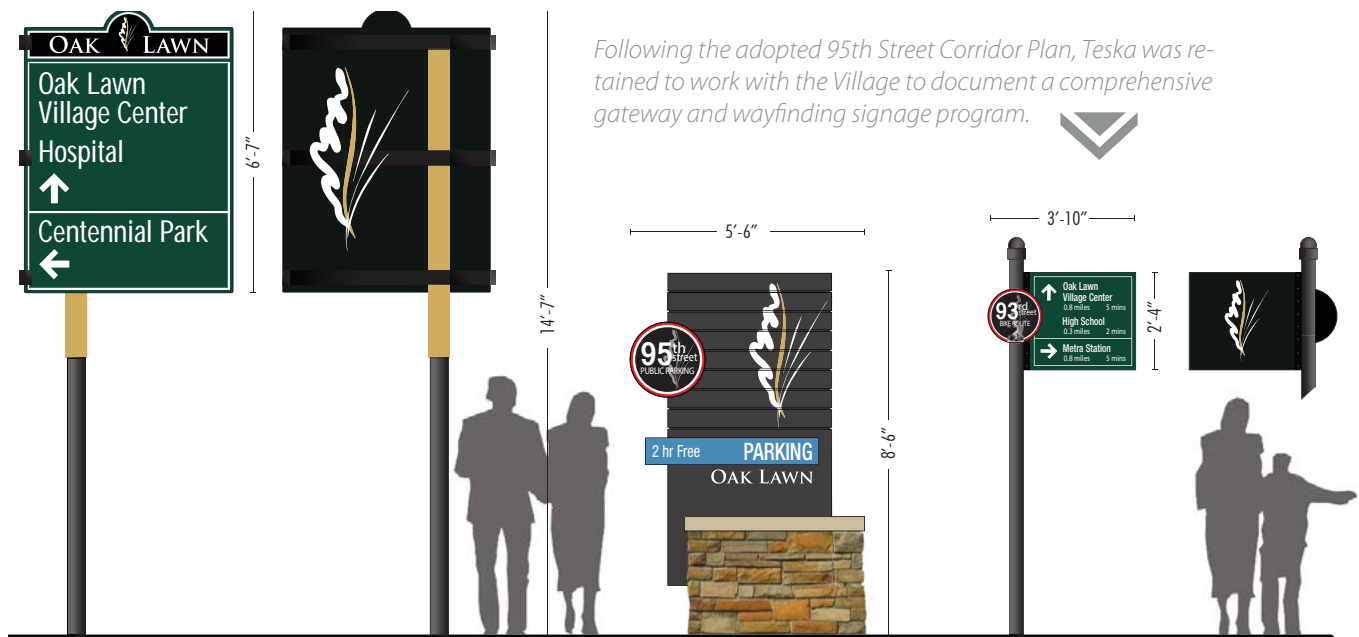 OAK LAWN
Oak Lawn
Village Center
Hospital
Centennial Park
6'-7"
14'-7"
Following the adopted 95th Street Corridor Plan, Teska was re-
tained to work with the Village to document a comprehensive
gateway and wayfinding signage program.
5'-6"
95th
street
PUBLIC PARKING
2 hr Free PARKING
OAK LAWN
8'-6"
3'-10"
93rd
street
BIKE ROUTE
Oak Lawn
Village Center
0.8 miles 5 mins
High School
0.3 miles 2 mins
Metra Station
0.8 miles 5 mins
2'-4"